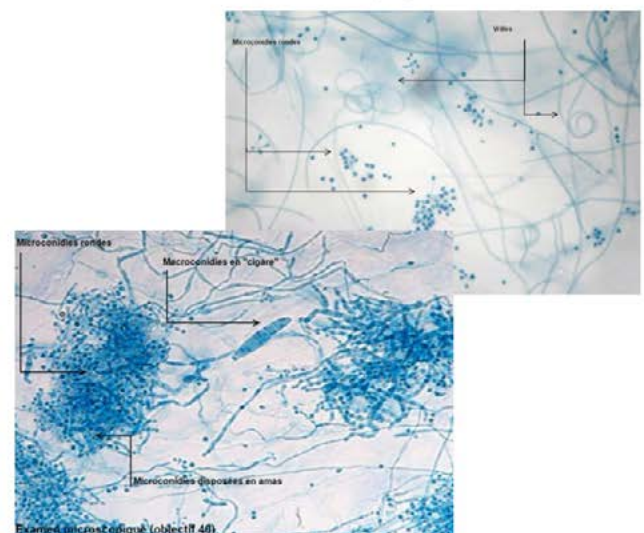 Microconidies rondes
Vrilles
Microconidies rondes
Macroconidies en "cigare"
Microconidies disposées en amas
Examen microscopique (objectif 40)